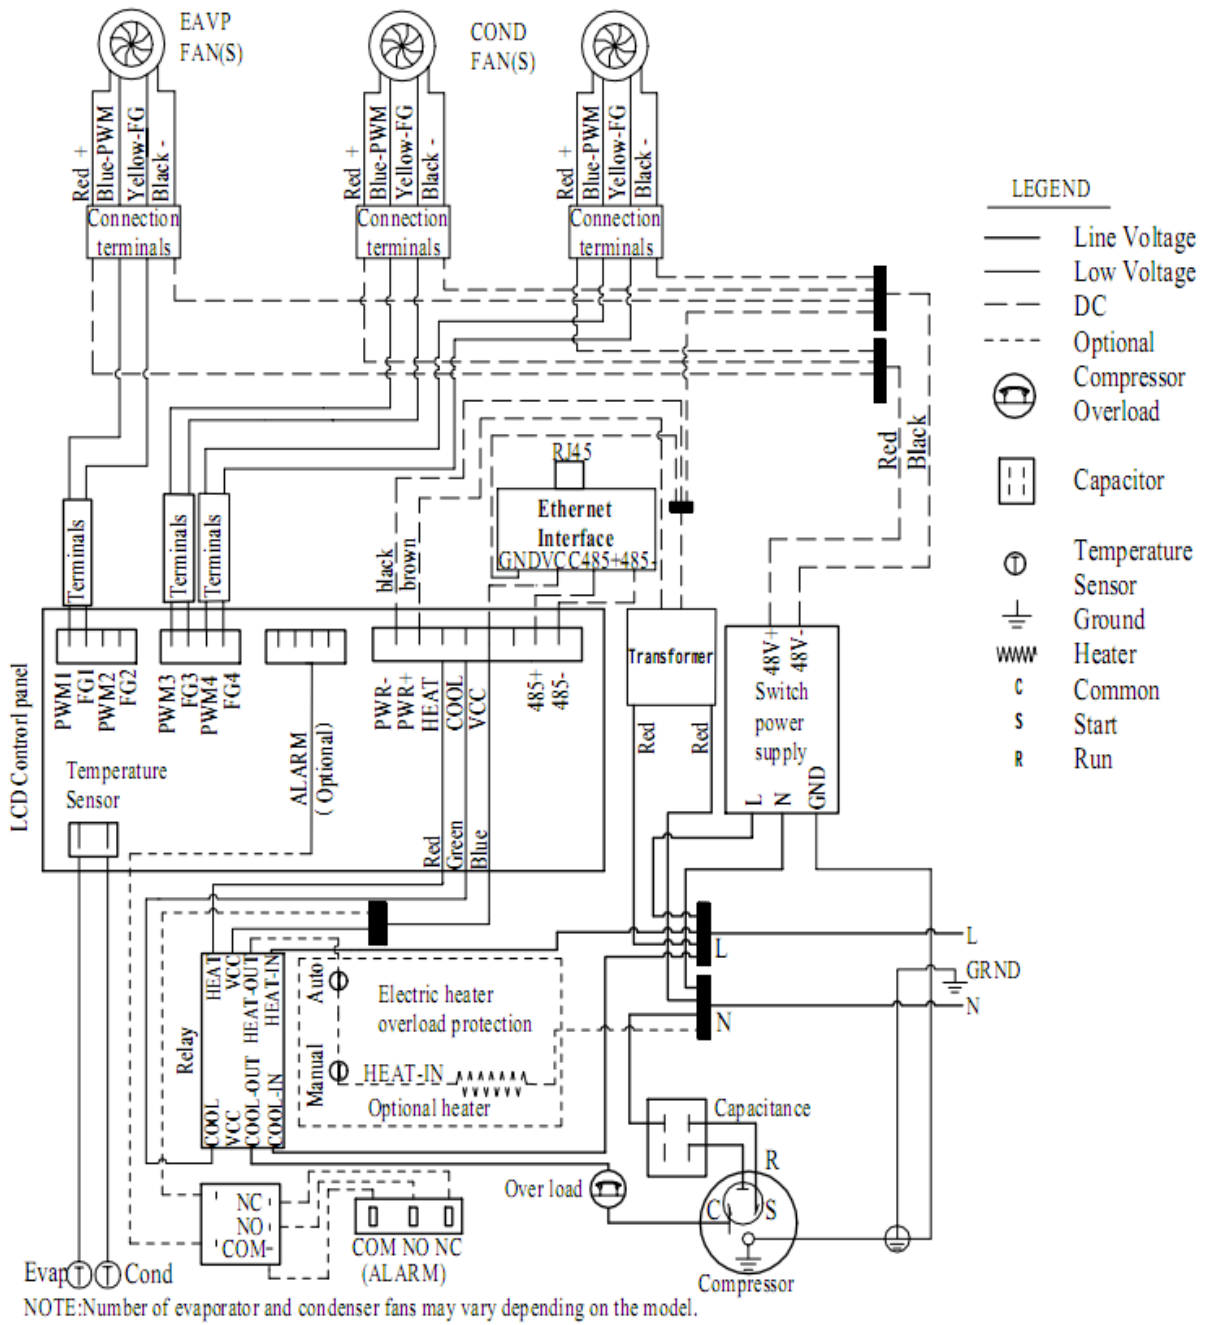 EAVP
FAN(S)
COND
FAN(S)
Red +
Blue-PWM
Yellow-FG
Black -
Red +
Blue-PWM
Yellow-FG
Black -
Red +
Blue-PWM
Yellow-FG
Black -
Connection
terminals
Connection
terminals
Connection
terminals
LEGEND
Line Voltage
Low Voltage
DC
Optional
Compressor
Overload
Capacitor
T
Temperature
Sensor
Ground
Heater
C Common
S Start
R Run
Red
Black
RJ45
Ethernet
Interface
GNDVCC485+485-
Terminals
Terminals
Terminals
black
brown
LCD Controrl panel
PWM1
FG1
PWM2
FG2
PWM3
FG3
PWM4
FG4
ALARM
( Optional)
PWR-
PWR+
HEAT
COOL
VCC
485+
485-
Temperature
Sensor
Red
Green
Blue
Transformer
Red
Red
48V+
48V-
Switch
power
supply
L
N
GND
L
L
GRND
N
N
Relay
HEAT
VCC
HEAT-OUT
HEAT-IN
COOL
VCC
COOL-OUT
COOL-IN
Auto
Manual
Electric heater
overload protection
HEAT-IN
Optional heater
Capacitance
R
C
S
Over load
Compressor
NC
NO
COM-
COM NO NC
(ALARM)
Evap T T Cond
NOTE:Number of evaporator and condenser fans may vary depending on the model.